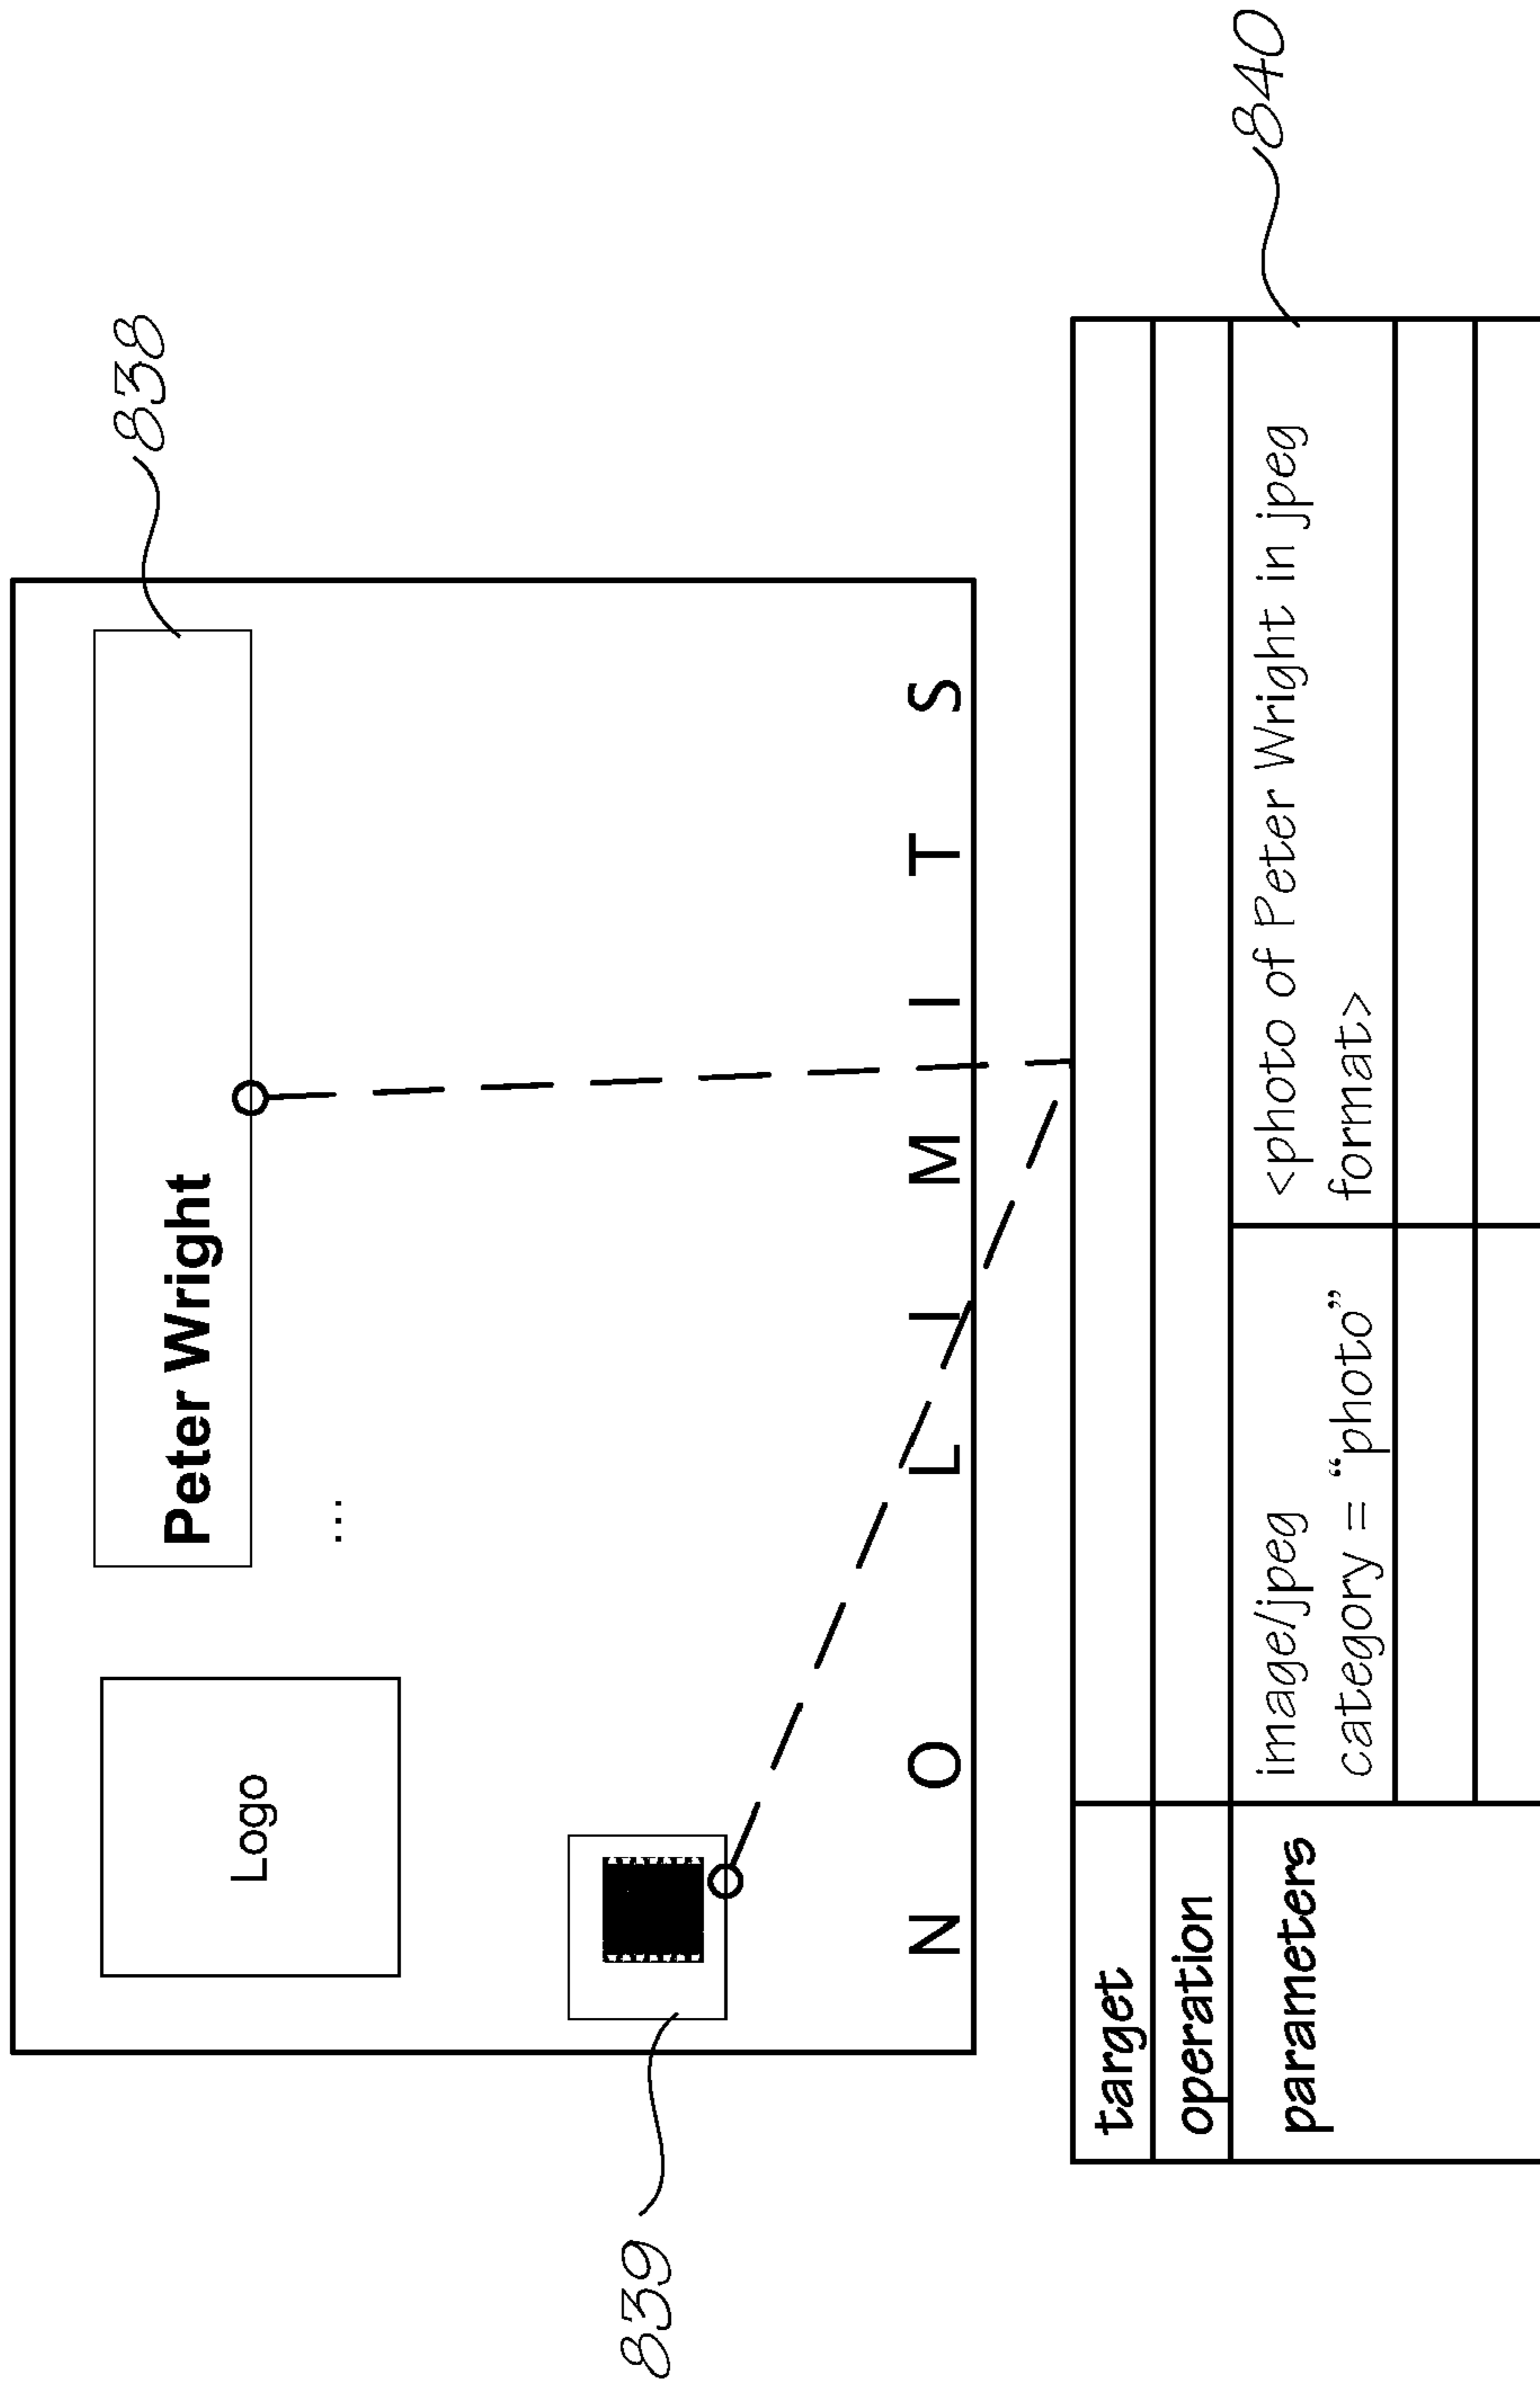 838
Peter Wright
...
Logo
839
N O L I M I T S
target
operation
parameters
image/jpeg
category = “photo”
<photo of Peter Wright in jpeg
format>
840